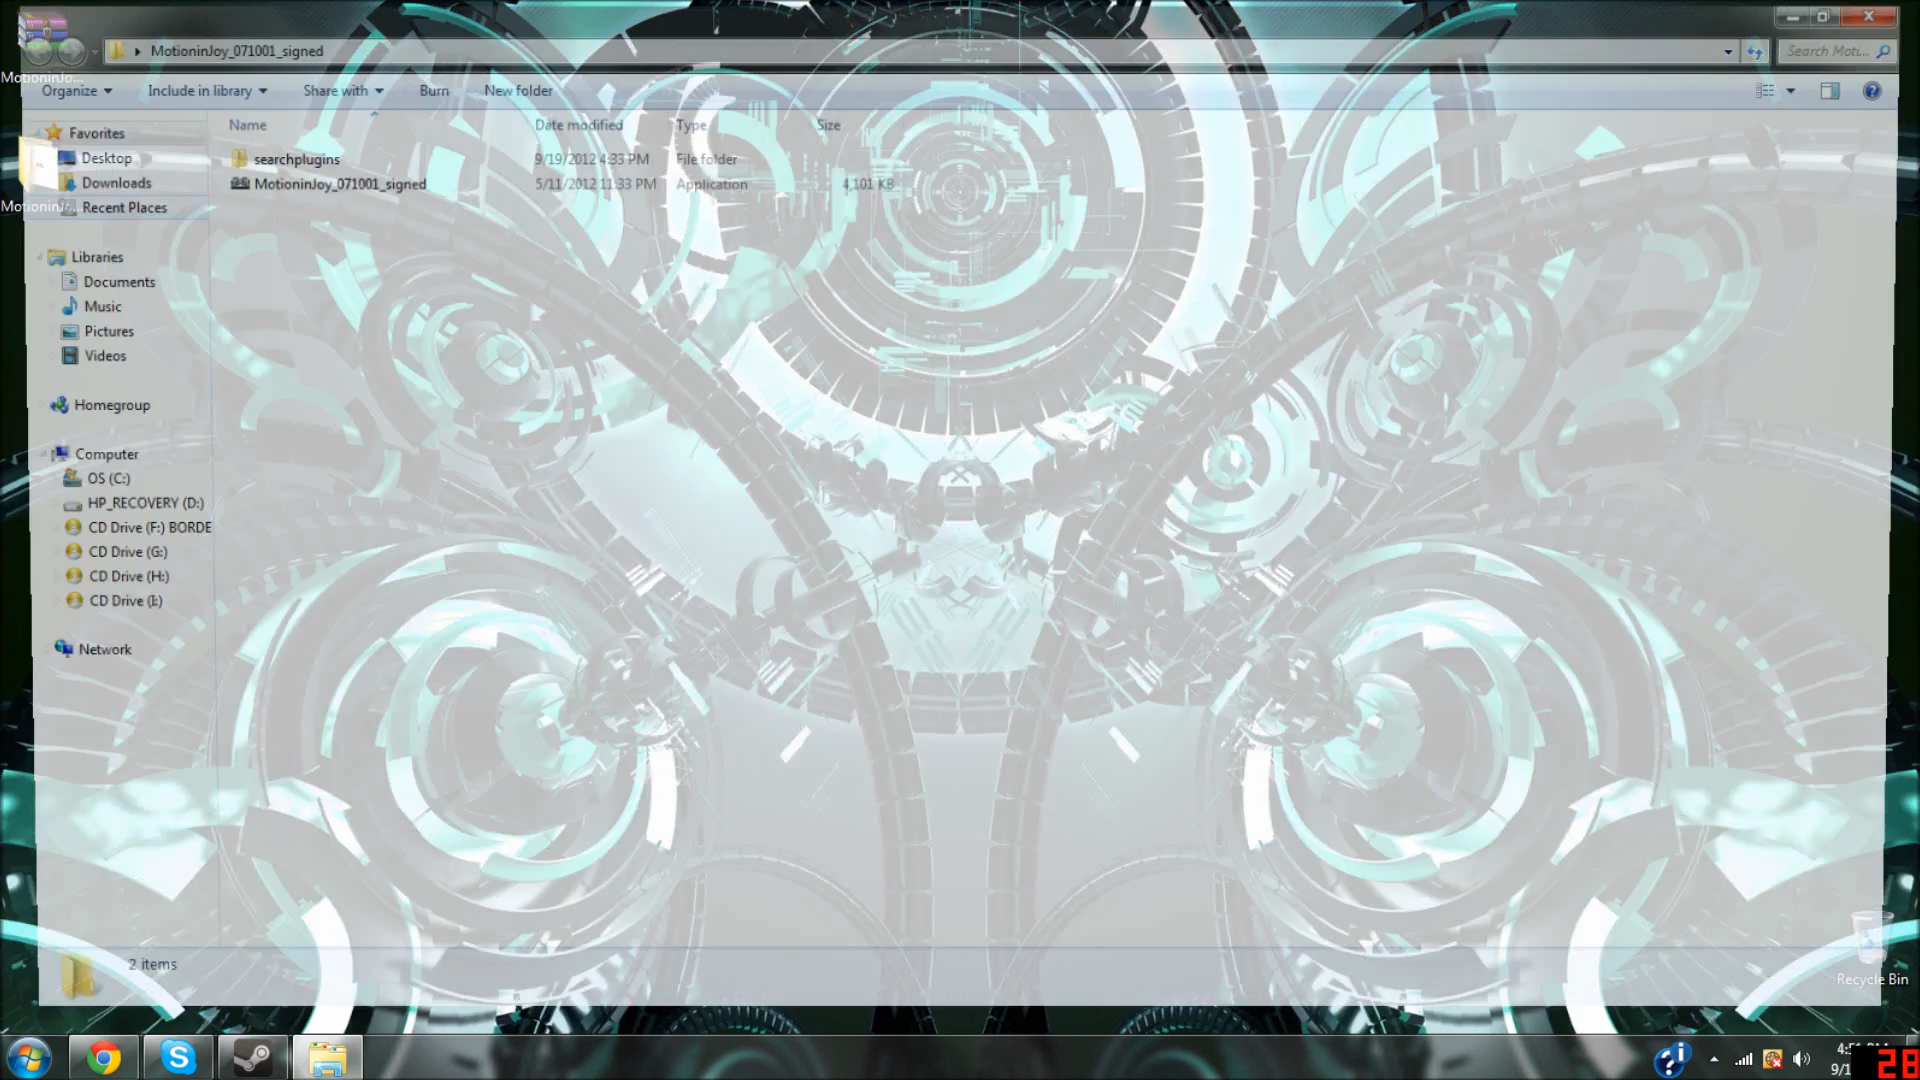 MotioninJoy_071001_signed
Search Moti...
MotioninJo...
Organize
Include in library
Share with
Burn
New folder
Name
Date modified
Type
Size
Favorites
Desktop
Downloads
Recent Places
searchplugins
9/19/2012 4:33 PM
File folder
MotioninJoy_071001_signed
5/11/2012 11:33 PM
Application
4,101 KB
Libraries
Documents
Music
Pictures
Videos
Homegroup
Computer
OS (C:)
HP_RECOVERY (D:)
CD Drive (F:) BORDE
CD Drive (G:)
CD Drive (H:)
CD Drive (I:)
Network
2 items
Recycle Bin
28